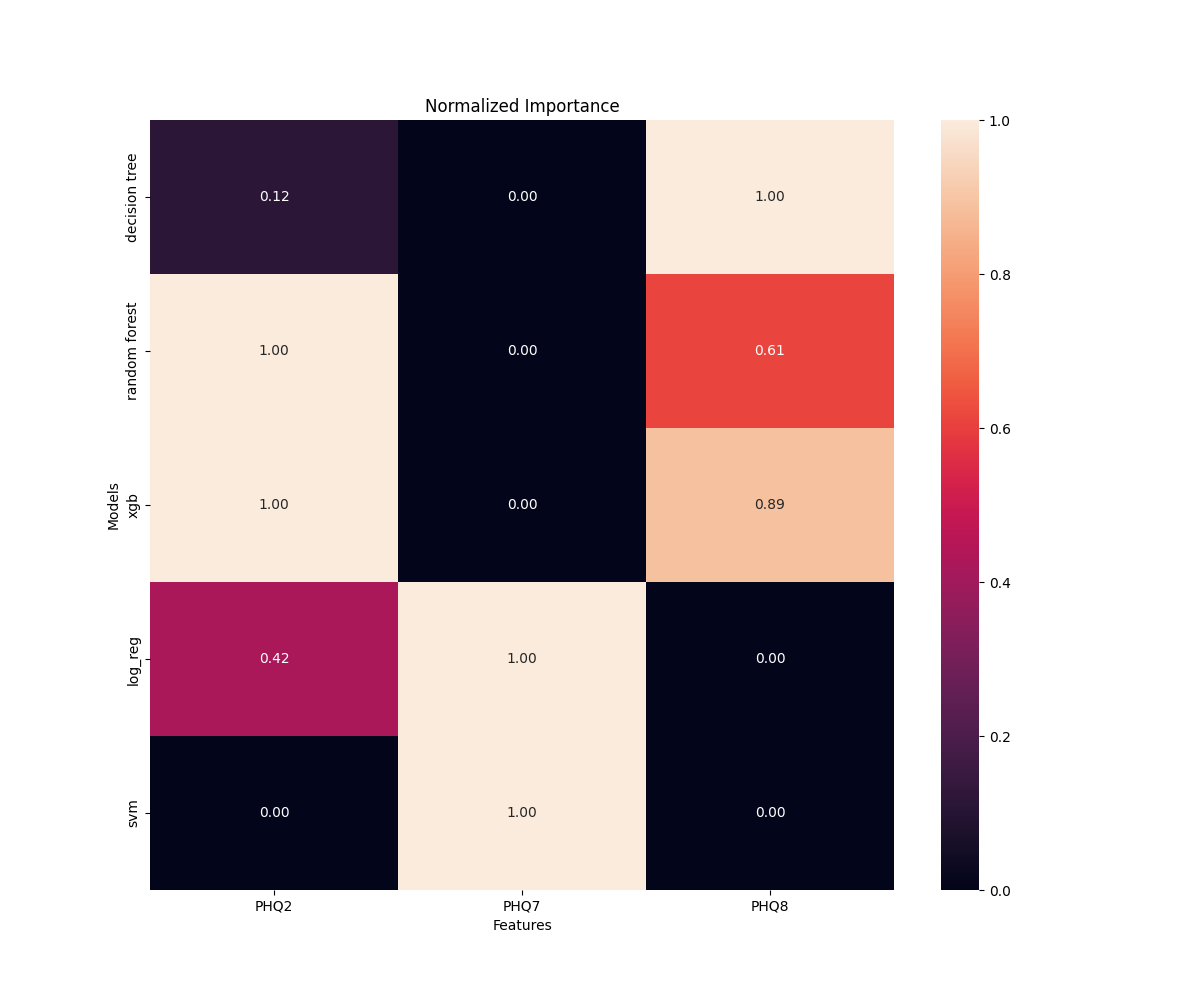 Normalized Importance
decision tree
0.12 0.00 1.00
random forest
1.00 0.00 0.61
xgb
1.00 0.00 0.89
log_reg
0.42 1.00 0.00
svm
0.00 1.00 0.00
Models
PHQ2 PHQ7 PHQ8
Features
1.0
0.8
0.6
0.4
0.2
0.0